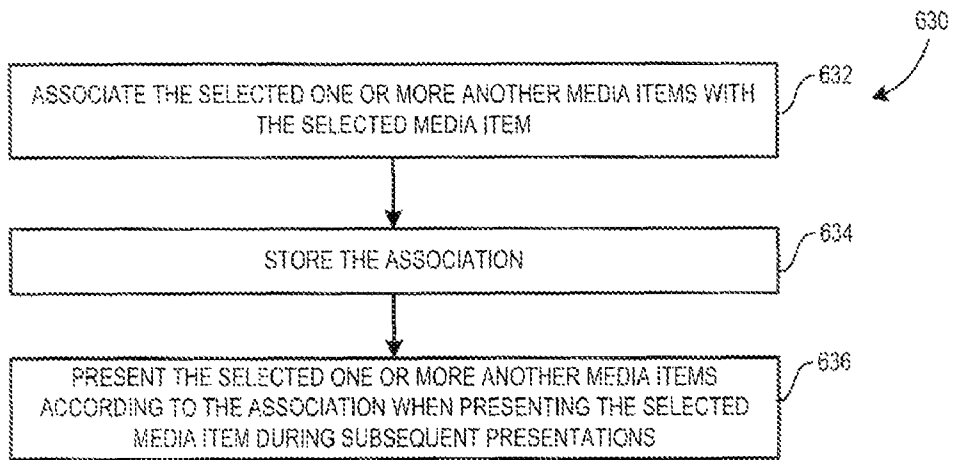 630
ASSOCIATE THE SELECTED ONE OR MORE ANOTHER MEDIA ITEMS WITH
THE SELECTED MEDIA ITEM
632
STORE THE ASSOCIATION
634
PRESENT THE SELECTED ONE OR MORE ANOTHER MEDIA ITEMS
ACCORDING TO THE ASSOCIATION WHEN PRESENTING THE SELECTED
MEDIA ITEM DURING SUBSEQUENT PRESENTATIONS
636